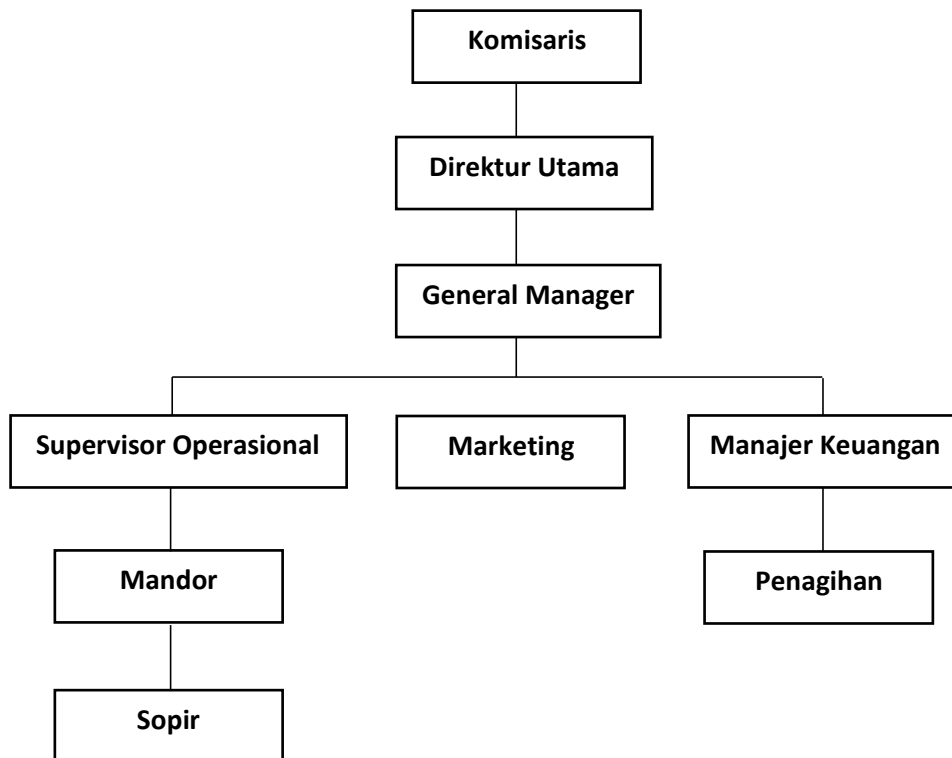 Komisaris
Direktur Utama
General Manager
Supervisor Operasional
Marketing
Manajer Keuangan
Mandor
Penagihan
Sopir